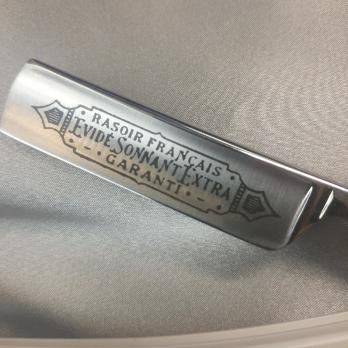 RASOIR FRANÇAIS
EVIDÉ SONNANT EXTRA
GARANTI